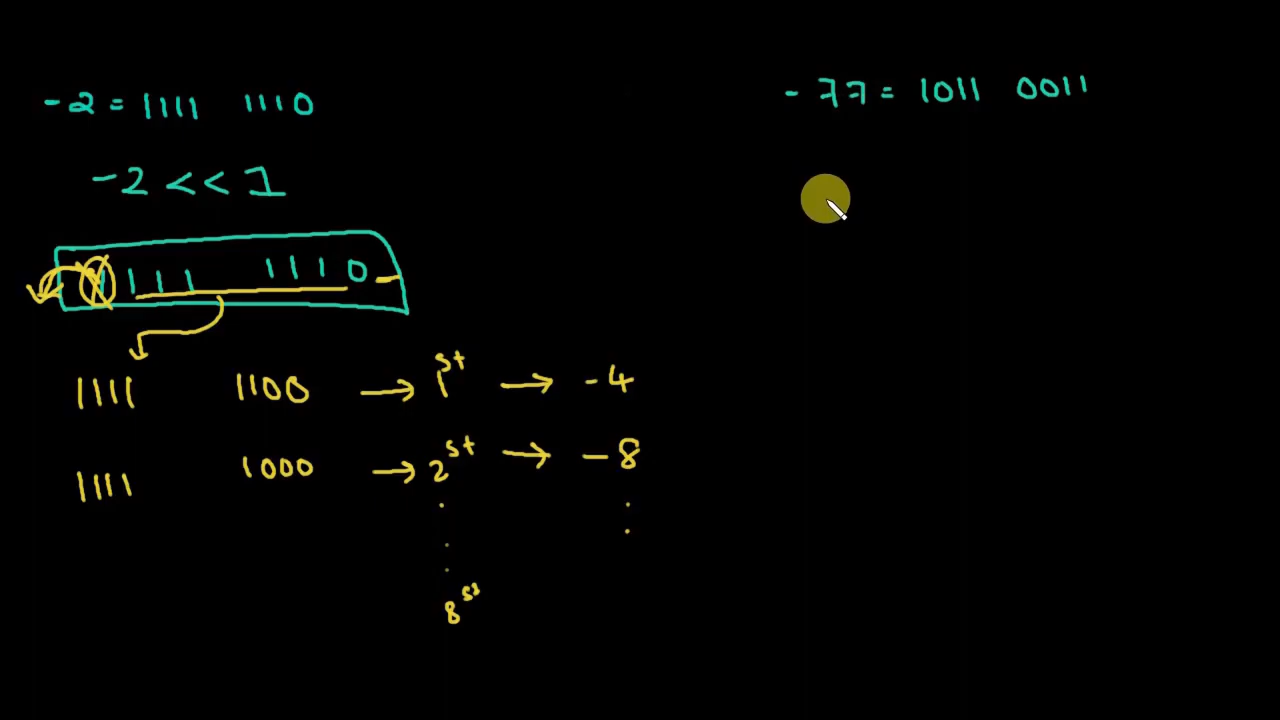 -2 = 1111 1110
-2 << 1
1111 1110
1111 1100 → 1st → -4
1111 1000 → 2st → -8
8st
-77 = 1011 0011